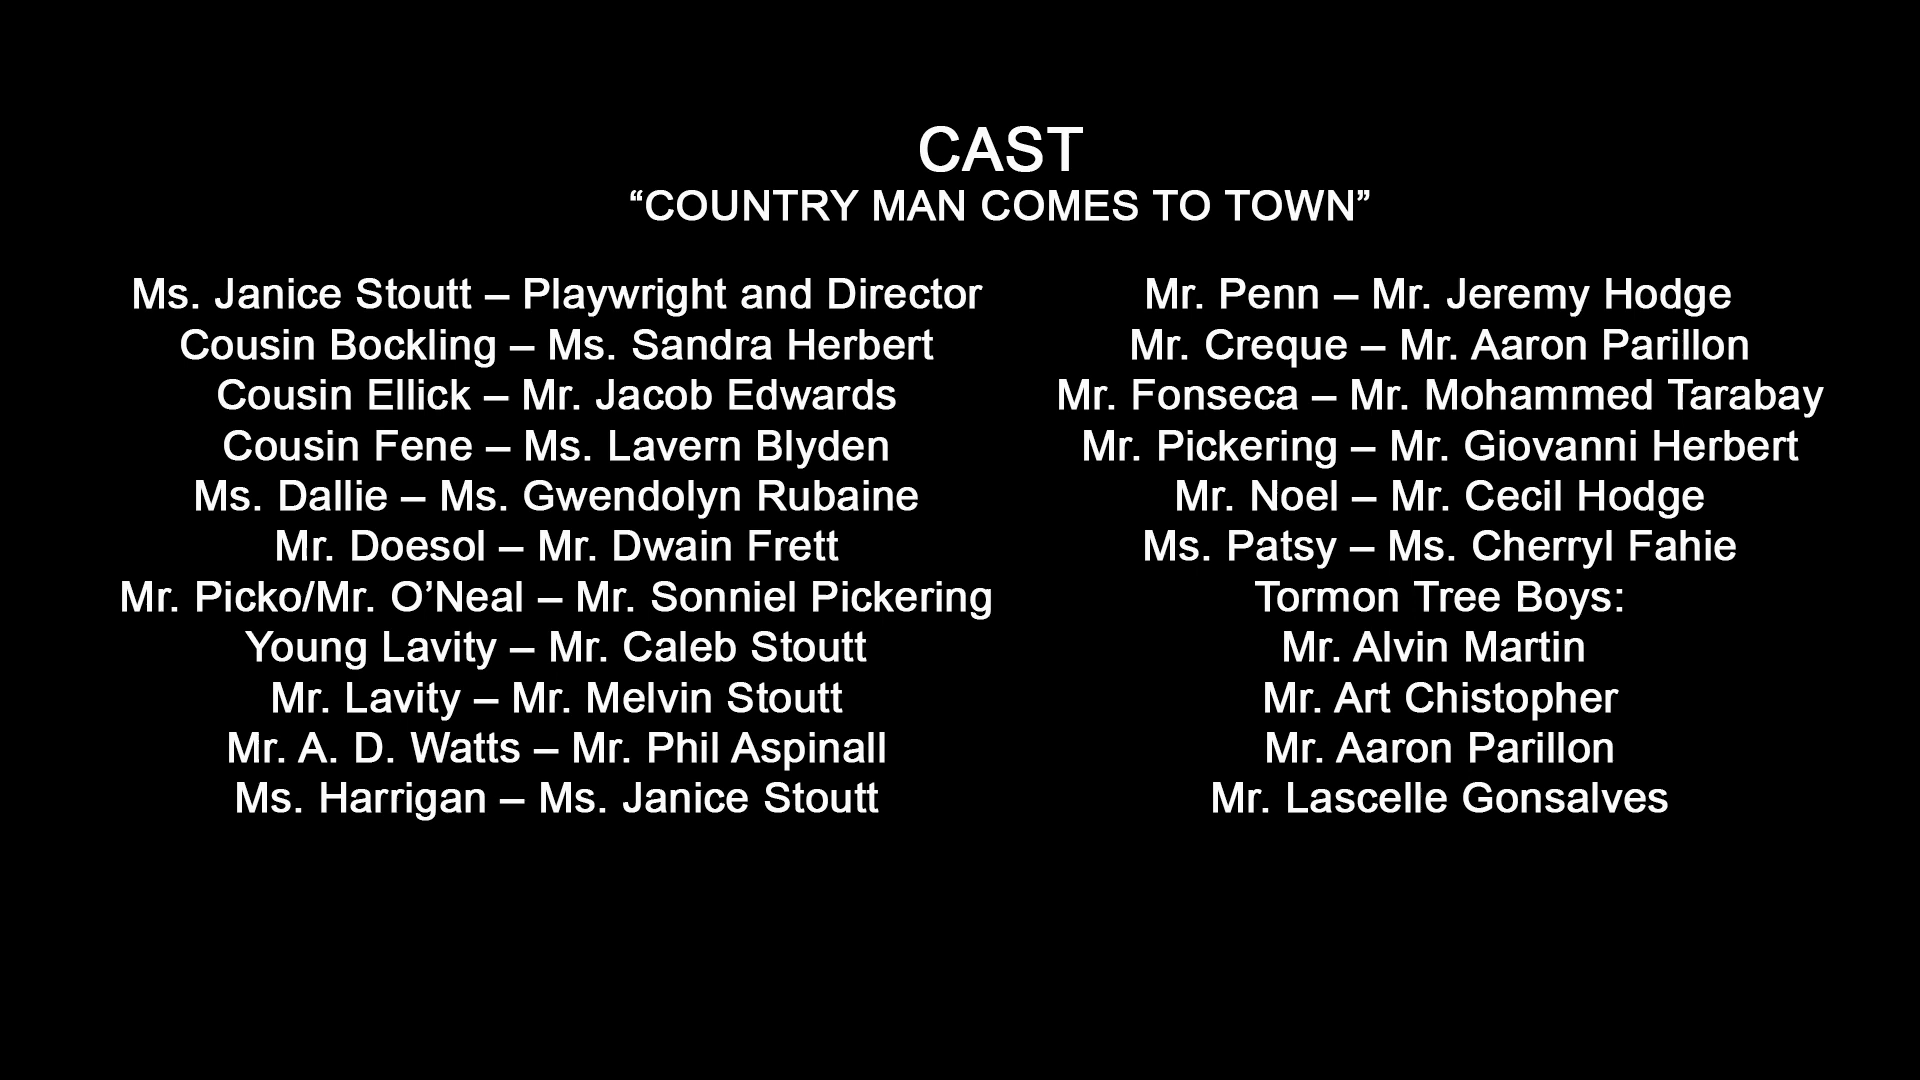 CAST
“COUNTRY MAN COMES TO TOWN”
Ms. Janice Stoutt – Playwright and Director
Cousin Bockling – Ms. Sandra Herbert
Cousin Ellick – Mr. Jacob Edwards
Cousin Fene – Ms. Lavern Blyden
Ms. Dallie – Ms. Gwendolyn Rubaine
Mr. Doesol – Mr. Dwain Frett
Mr. Picko/Mr. O’Neal – Mr. Sonniel Pickering
Young Lavity – Mr. Caleb Stoutt
Mr. Lavity – Mr. Melvin Stoutt
Mr. A. D. Watts – Mr. Phil Aspinall
Ms. Harrigan – Ms. Janice Stoutt
Mr. Penn – Mr. Jeremy Hodge
Mr. Creque – Mr. Aaron Parillon
Mr. Fonseca – Mr. Mohammed Tarabay
Mr. Pickering – Mr. Giovanni Herbert
Mr. Noel – Mr. Cecil Hodge
Ms. Patsy – Ms. Cherryl Fahie
Tormon Tree Boys:
Mr. Alvin Martin
Mr. Art Chistopher
Mr. Aaron Parillon
Mr. Lascelle Gonsalves